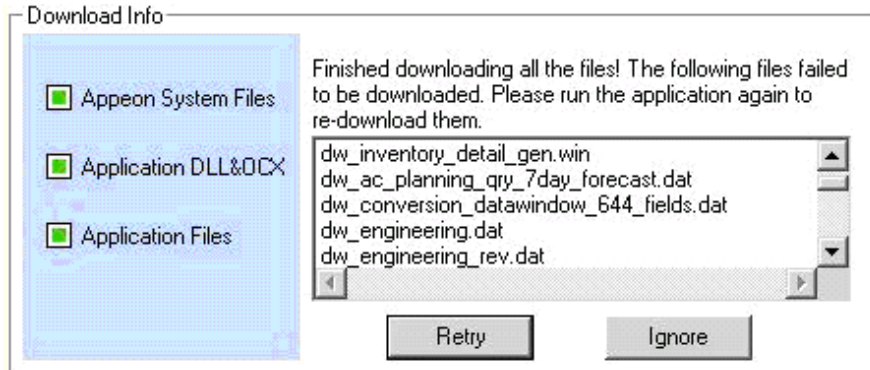 Download Info
Appeon System Files
Application DLL&OCX
Application Files
Finished downloading all the files! The following files failed
to be downloaded. Please run the application again to
re-download them.
dw_inventory_detail_gen.win
dw_ac_planning_qry_7day_forecast.dat
dw_conversion_datawindow_644_fields.dat
dw_engineering.dat
dw_engineering_rev.dat
Retry
Ignore